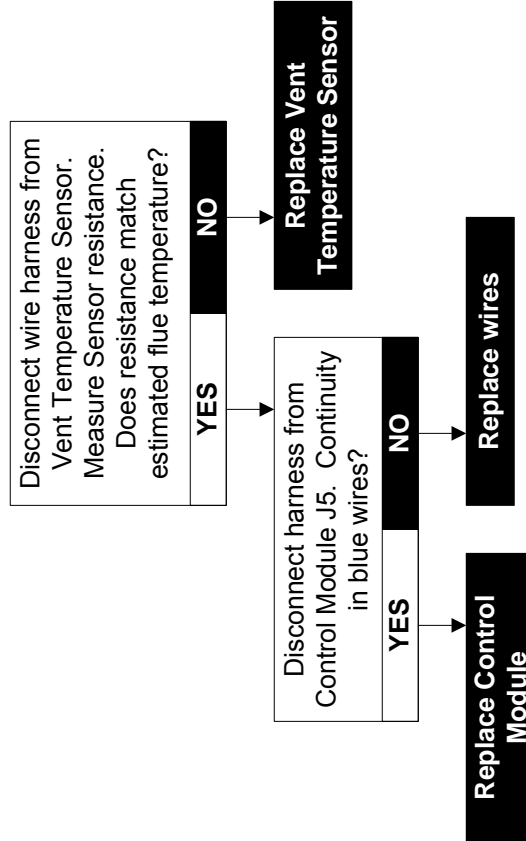 Disconnect wire harness from
Vent Temperature Sensor.
Measure Sensor resistance.
Does resistance match
estimated flue temperature?
YES
NO
Replace Vent
Temperature Sensor
Disconnect harness from
Control Module J5.  Continuity
in blue wires?
YES
NO
Replace Control
Module
Replace wires